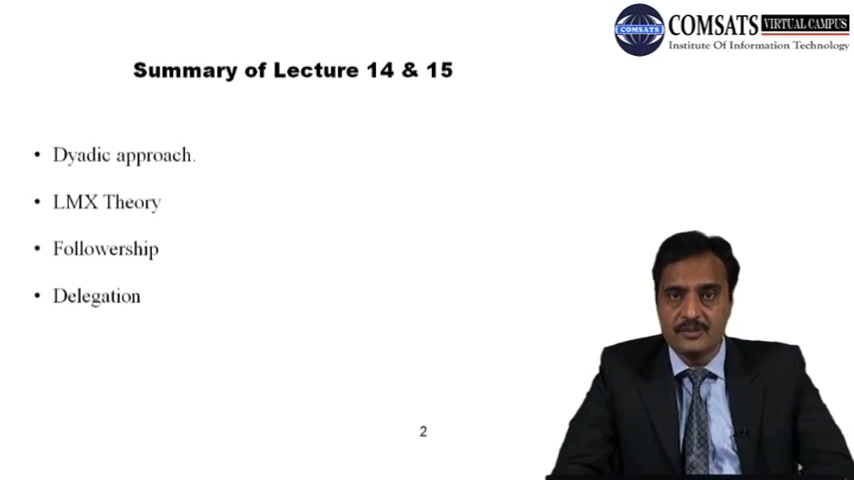 COMSATS VIRTUAL CAMPUS
Institute Of Information Technology
COMSATS
Summary of Lecture 14 & 15
• Dyadic approach.
• LMX Theory
• Followership
• Delegation
2